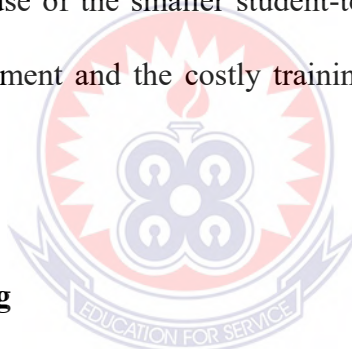 use of the smaller student-to
ment and the costly trainin
g
EDUCATION FOR SERVICE